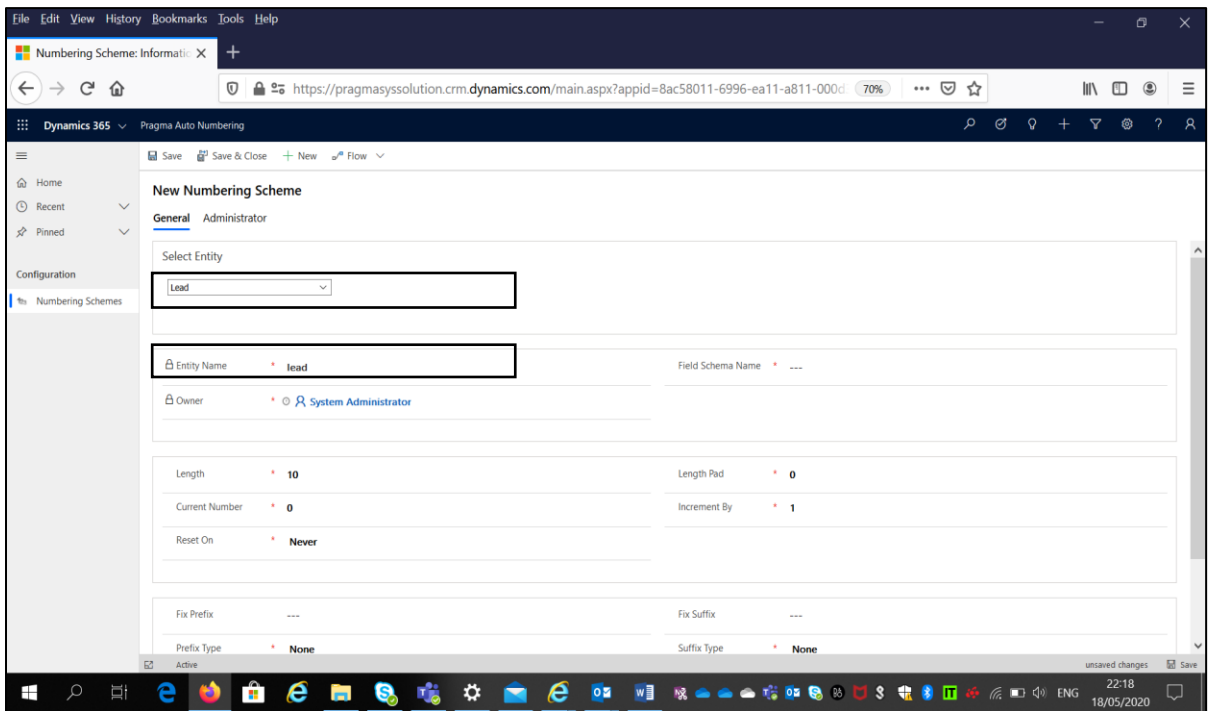 File Edit View History Bookmarks Tools Help
Numbering Scheme: Informatio
https://pragmasyssolution.crm.dynamics.com/main.aspx?appid=8ac58011-6996-ea11-a811-000d 70%
Dynamics 365 Pragma Auto Numbering ?
Save Save & Close New Flow
Home
Recent
Pinned
Configuration
Numbering Schemes
New Numbering Scheme
General Administrator
Select Entity
Lead
Entity Name * lead Field Schema Name * ---
Owner * System Administrator
Length * 10 Length Pad * 0
Current Number * 0 Increment By * 1
Reset On * Never
Fix Prefix --- Fix Suffix ---
Prefix Type * None Suffix Type * None
Active unsaved changes Save
ENG 22:18
18/05/2020